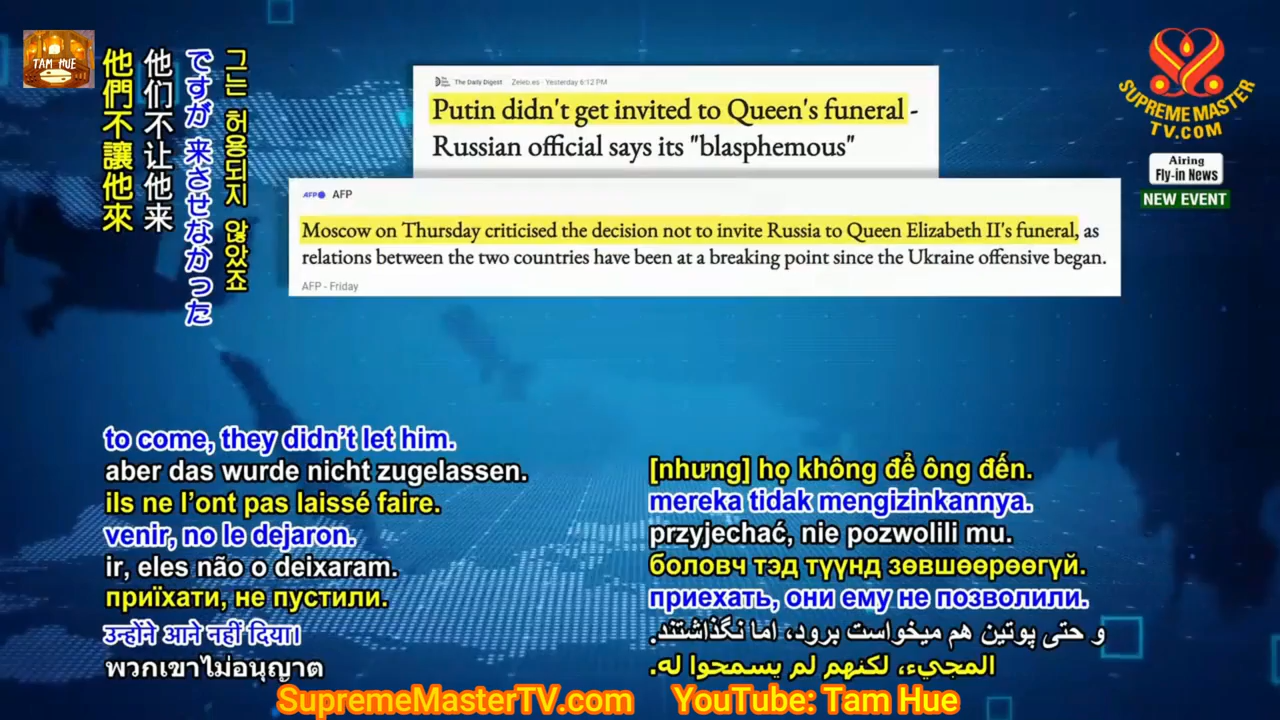 TAM HUE
他們不讓他來
他们不让他来
ですが 来させなかった
그는 허용되지 않았죠
The Daily Digest Zeleb.es - Yesterday 6:12 PM
Putin didn't get invited to Queen's funeral -
Russian official says its "blasphemous"
AFP AFP
Moscow on Thursday criticised the decision not to invite Russia to Queen Elizabeth II's funeral, as
relations between the two countries have been at a breaking point since the Ukraine offensive began.
AFP - Friday
SUPREME MASTER
TV.COM
Airing
Fly-in News
NEW EVENT
to come, they didn't let him.
aber das wurde nicht zugelassen.
ils ne l'ont pas laissé faire.
venir, no le dejaron.
ir, eles não o deixaram.
приїхати, не пустили.
उन्होंने आने नहीं दिया।
พวกเขาไม่อนุญาต
[nhưng] họ không để ông đến.
mereka tidak mengizinkannya.
przyjechać, nie pozwolili mu.
боловч тэд түүнд зөвшөөрөөгүй.
приехать, они ему не позволили.
و حتی پوتین هم میخواست برود، اما نگذاشتند.
المجيء، لكنهم لم يسمحوا له.
SupremeMasterTV.com YouTube: Tam Hue